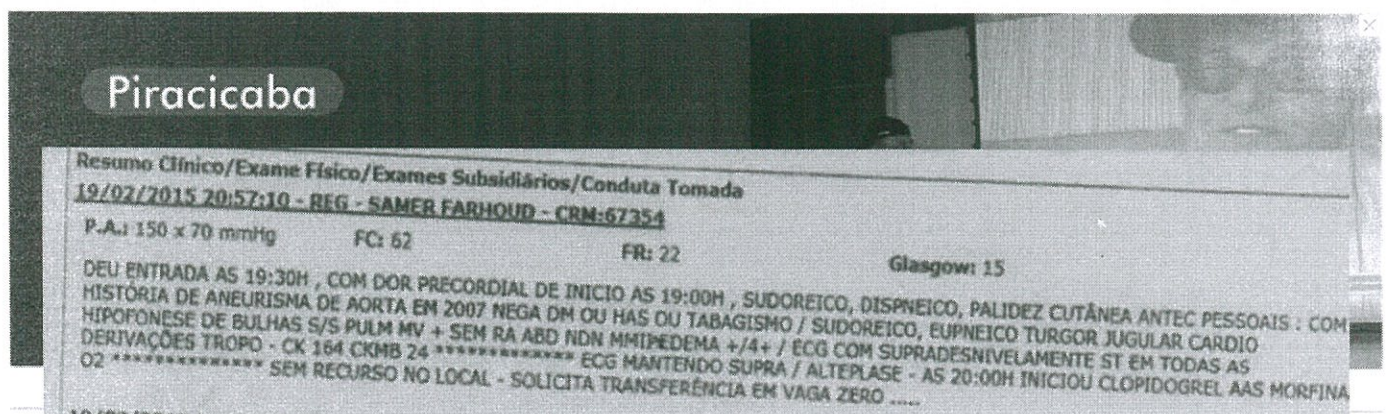 Piracicaba
Resumo Clínico/Exame Físico/Exames Subsidiários/Conduta Tomada
19/02/2015 20:57:10 - REG - SAMER FARHOUD - CRM:67354
P.A.: 150 x 70 mmHg FC: 62 FR: 22 Glasgow: 15
DEU ENTRADA AS 19:30H , COM DOR PRECORDIAL DE INICIO AS 19:00H , SUDOREICO, DISPNEICO, PALIDEZ CUTÂNEA ANTEC PESSOAIS : COM
HISTÓRIA DE ANEURISMA DE AORTA EM 2007 NEGA DM OU HAS OU TABAGISMO / SUDOREICO, EUPNEICO TURGOR JUGULAR CARDIO
HIPOFONESE DE BULHAS S/S PULM MV + SEM RA ABD NDN MMIPEDEMA +/4+ / ECG COM SUPRADESNIVELAMENTE ST EM TODAS AS
DERIVAÇÕES TROPO - CK 164 CKMB 24 ************* ECG MANTENDO SUPRA / ALTEPLASE - AS 20:00H INICIOU CLOPIDOGREL AAS MORFINA
O2 ************* SEM RECURSO NO LOCAL - SOLICITA TRANSFERÊNCIA EM VAGA ZERO .....